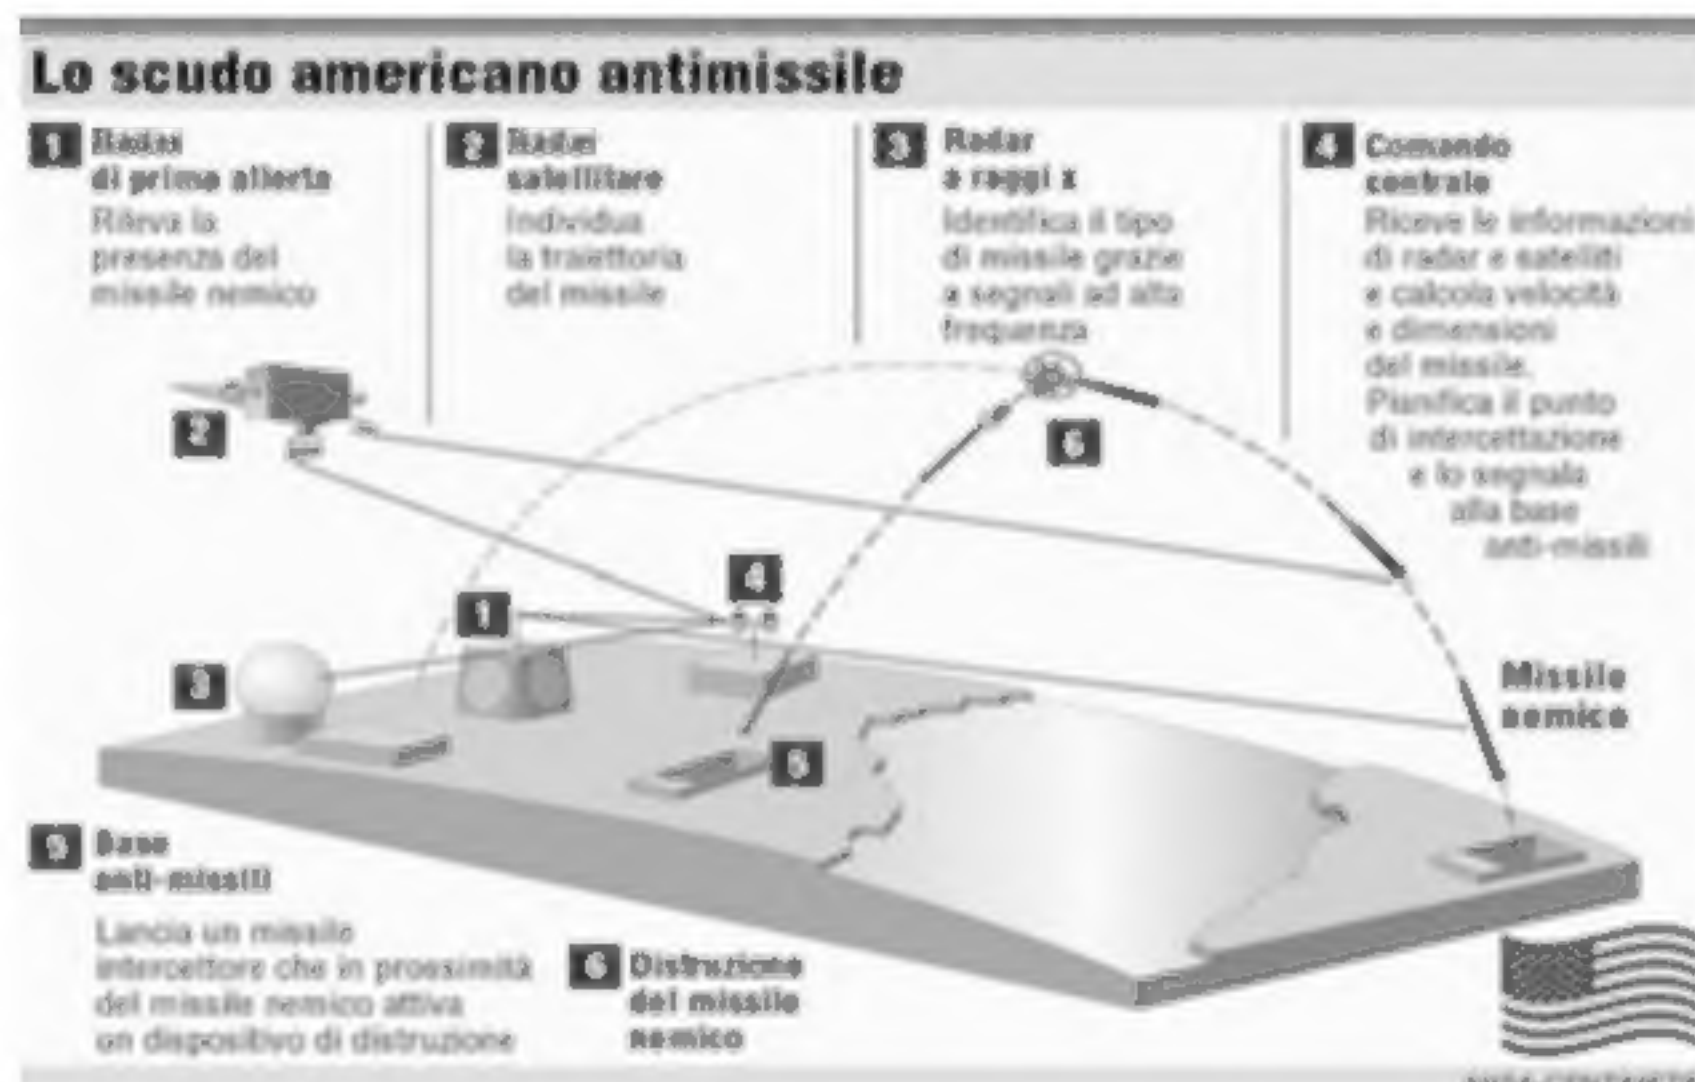 Lo scudo americano antimissile
1 Radar
di prima allerta
Rileva la
presenza del
missile nemico
2 Radar
satellitare
Individua
la traiettoria
del missile
3 Radar
a raggi x
Identifica il tipo
di missile grazie
a segnali ad alta
frequenza
4 Comando
centrale
Riceve le informazioni
di radar e satelliti
e calcola velocità
e dimensioni
del missile.
Pianifica il punto
di intercettazione
e lo segnala
alla base
anti-missili
2
6
4
1
3
Missile
nemico
5
5 Base
anti-missili
Lancia un missile
intercettore che in prossimità
del missile nemico attiva
un dispositivo di distruzione
6 Distruzione
del missile
nemico